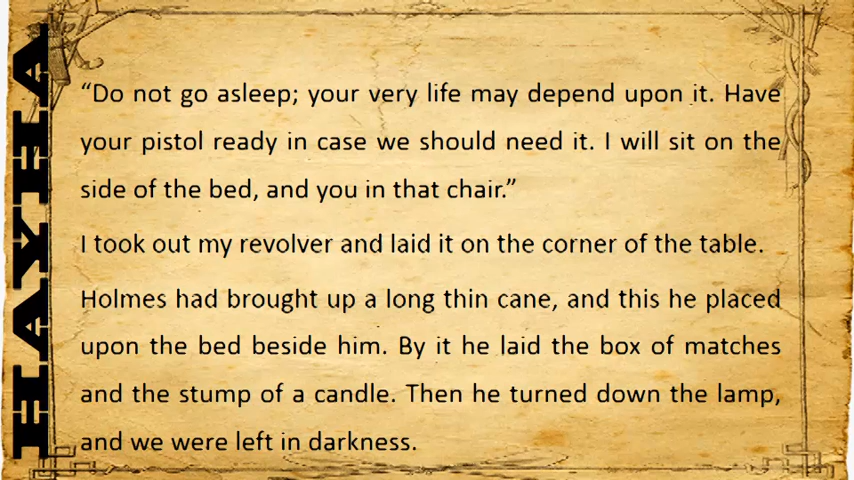 HAYHA
“Do not go asleep; your very life may depend upon it. Have
your pistol ready in case we should need it. I will sit on the
side of the bed, and you in that chair.”
I took out my revolver and laid it on the corner of the table.
Holmes had brought up a long thin cane, and this he placed
upon the bed beside him. By it he laid the box of matches
and the stump of a candle. Then he turned down the lamp,
and we were left in darkness.